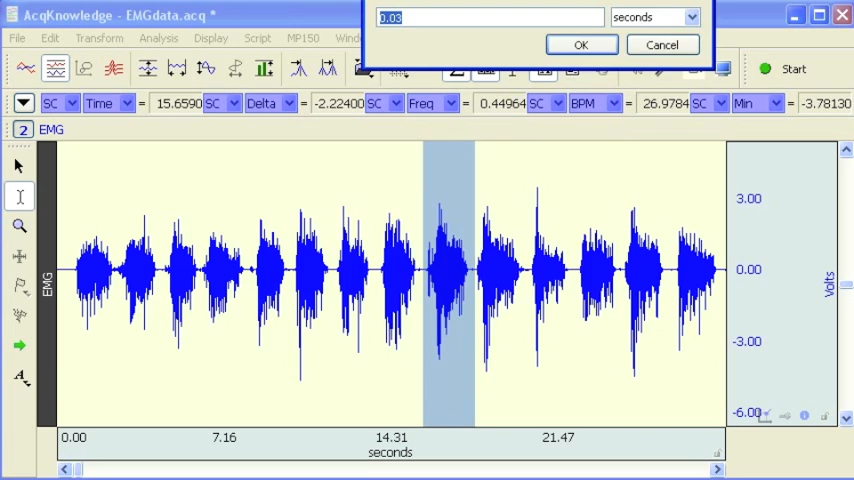 AcqKnowledge - EMGdata.acq *
0.03 seconds
File Edit Transform Analysis Display Script MP150 Windo
OK Cancel
Start
SC Time = 15.6590 SC Delta = -2.22400 SC Freq = 0.44964 SC BPM = 26.9784 SC Min = -3.78130
2 EMG
EMG
3.00
0.00
-3.00
-6.00
Volts
0.00 7.16 14.31 21.47
seconds